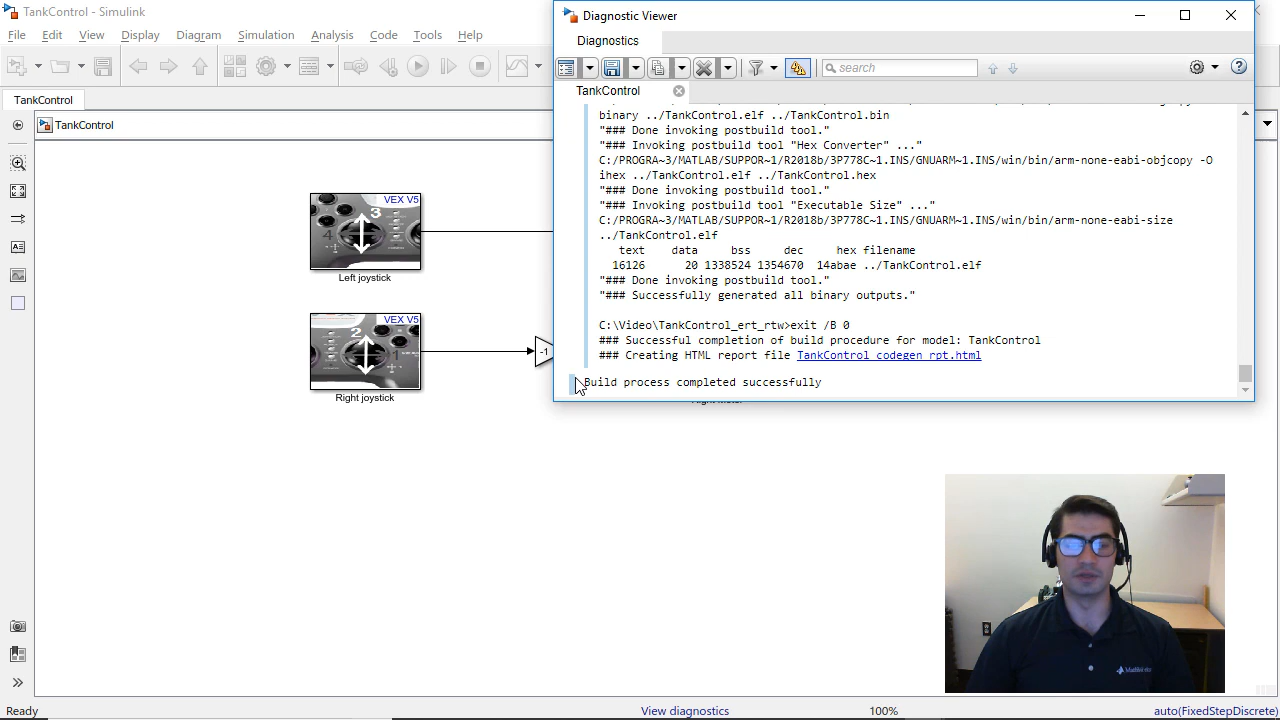 TankControl - Simulink
File Edit View Display Diagram Simulation Analysis Code Tools Help
TankControl
TankControl
VEX V5
3
4
Left joystick
VEX V5
2
1
Right joystick
-1
Diagnostic Viewer
Diagnostics
search
TankControl
binary ../TankControl.elf ../TankControl.bin
"### Done invoking postbuild tool."
"### Invoking postbuild tool "Hex Converter" ..."
C:/PROGRA~3/MATLAB/SUPPOR~1/R2018b/3P778C~1.INS/GNUARM~1.INS/win/bin/arm-none-eabi-objcopy -O
ihex ../TankControl.elf ../TankControl.hex
"### Done invoking postbuild tool."
"### Invoking postbuild tool "Executable Size" ..."
C:/PROGRA~3/MATLAB/SUPPOR~1/R2018b/3P778C~1.INS/GNUARM~1.INS/win/bin/arm-none-eabi-size
../TankControl.elf
text data bss dec hex filename
16126 20 1338524 1354670 14abae ../TankControl.elf
"### Done invoking postbuild tool."
"### Successfully generated all binary outputs."
C:\Video\TankControl_ert_rtw>exit /B 0
### Successful completion of build procedure for model: TankControl
### Creating HTML report file TankControl_codegen_rpt.html
Build process completed successfully
MathWorks
Ready
View diagnostics
100%
auto(FixedStepDiscrete)